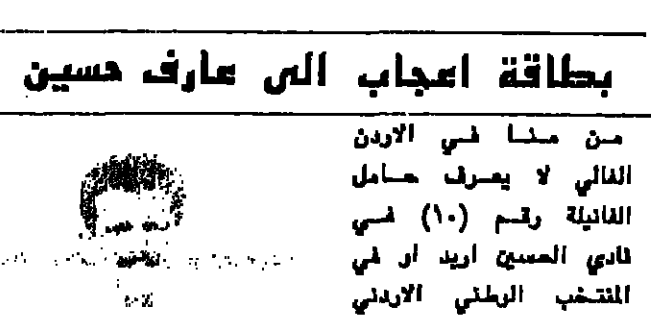 بطاقة اعجاب الى عارف حسين
من منا في الاردن
الغالي لا يعرف حامل
الفانيلة رقم (١٠) في
نادي الحسين اربد او في
المنتخب الوطني الاردني